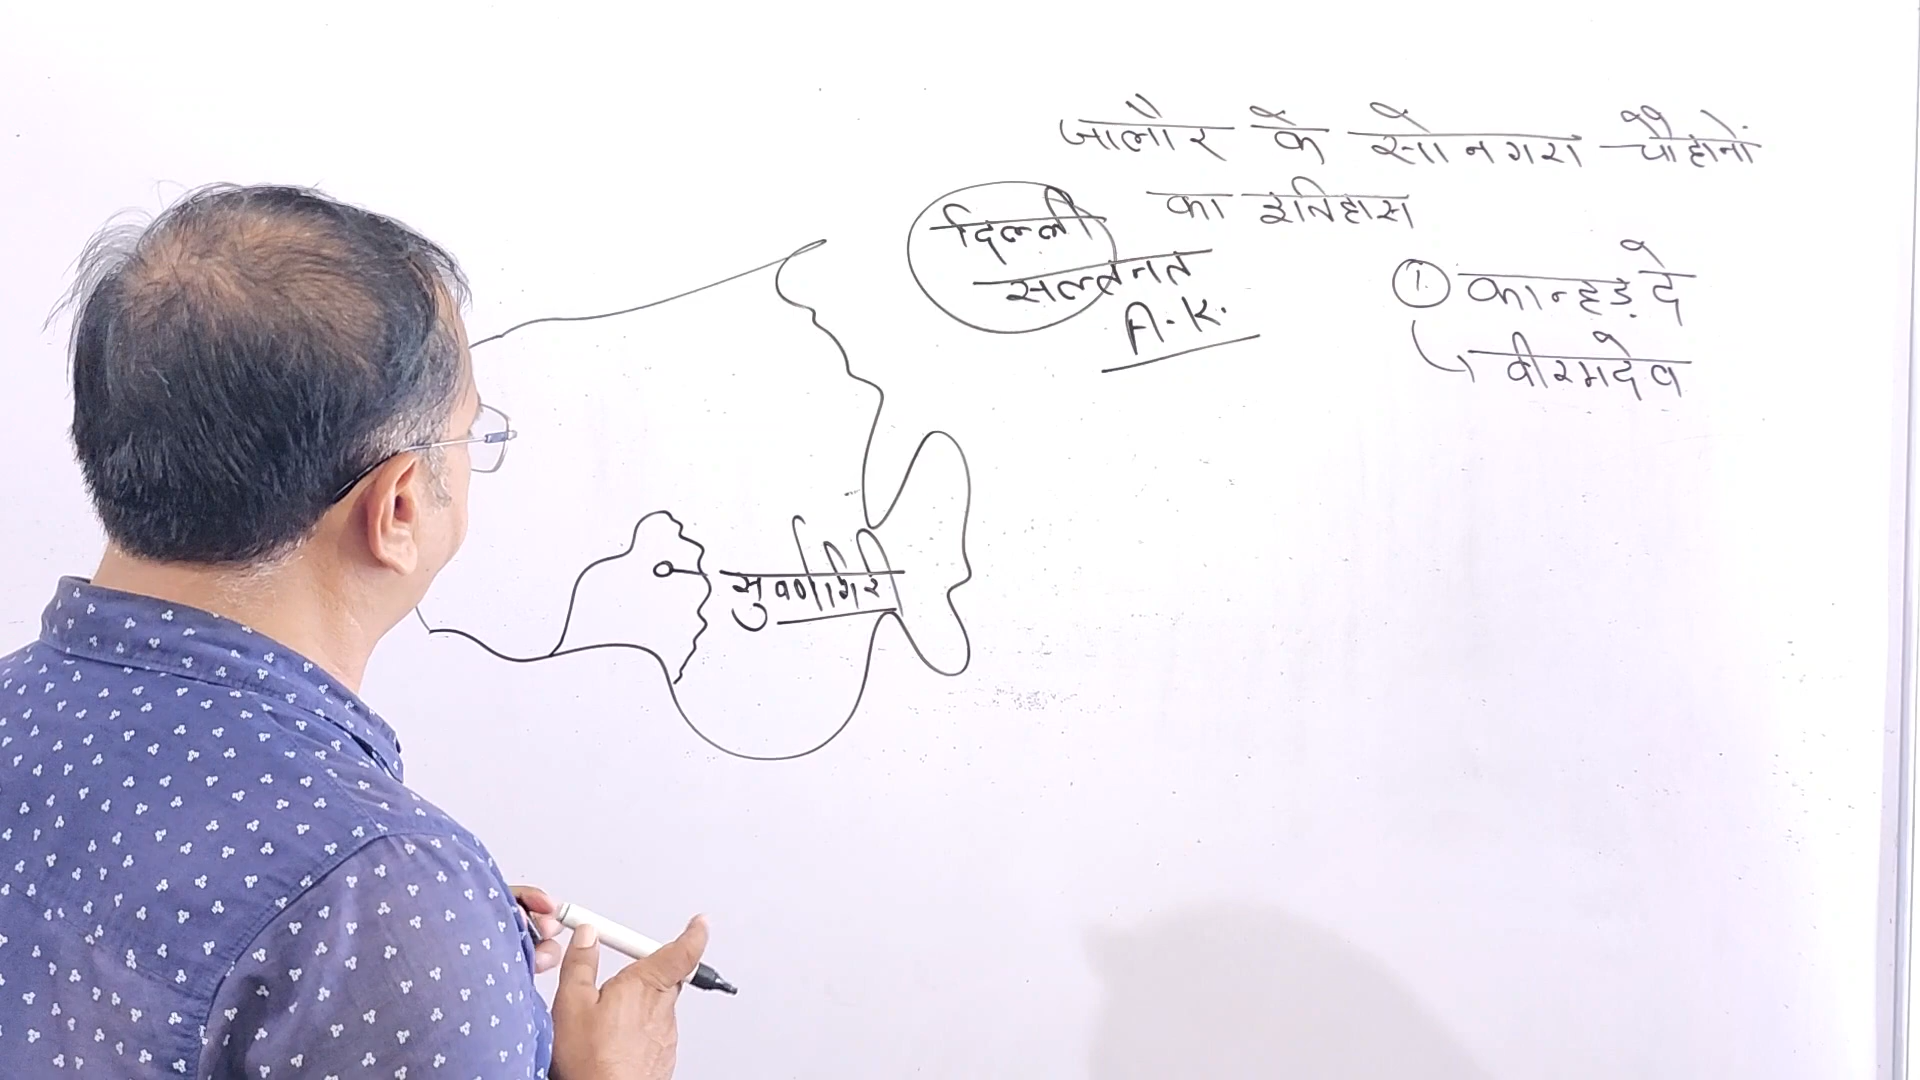 जालौर के सोनगरा चौहानों
का इतिहास
दिल्ली
सल्तनत
A.K.
① कान्हड़दे
वीरमदेव
सुवर्णगिरी